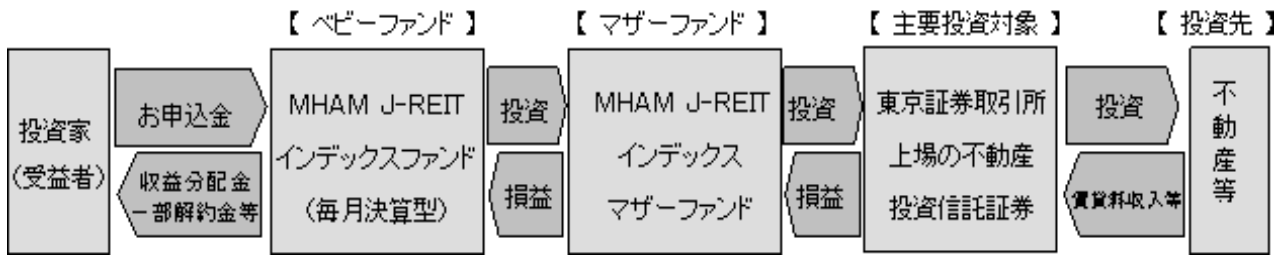 【 ベビーファンド 】
【 マザーファンド 】
【 主要投資対象 】
【 投資先 】
投資家
(受益者)
お申込金
収益分配金
一部解約金等
MHAM J-REIT
インデックスファンド
(毎月決算型)
投資
損益
MHAM J-REIT
インデックス
マザーファンド
投資
損益
東京証券取引所
上場の不動産
投資信託証券
投資
賃貸料収入等
不
動
産
等